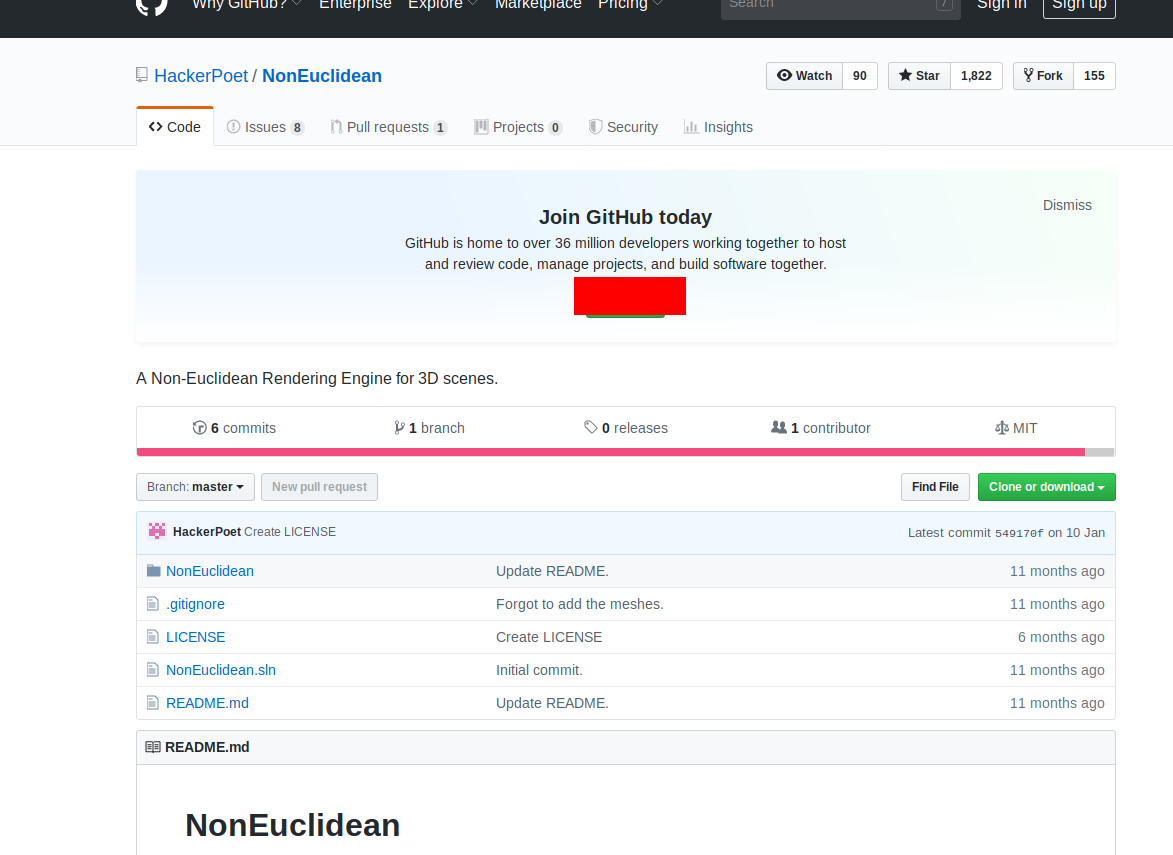 Why GitHub? Enterprise Explore Marketplace Pricing Search / Sign in Sign up
HackerPoet / NonEuclidean Watch 90 Star 1,822 Fork 155
Code Issues 8 Pull requests 1 Projects 0 Security Insights
Dismiss
Join GitHub today
GitHub is home to over 36 million developers working together to host
and review code, manage projects, and build software together.
A Non-Euclidean Rendering Engine for 3D scenes.
6 commits 1 branch 0 releases 1 contributor MIT
Branch: master New pull request Find File Clone or download
HackerPoet Create LICENSE Latest commit 549170f on 10 Jan
NonEuclidean Update README. 11 months ago
.gitignore Forgot to add the meshes. 11 months ago
LICENSE Create LICENSE 6 months ago
NonEuclidean.sln Initial commit. 11 months ago
README.md Update README. 11 months ago
README.md
NonEuclidean